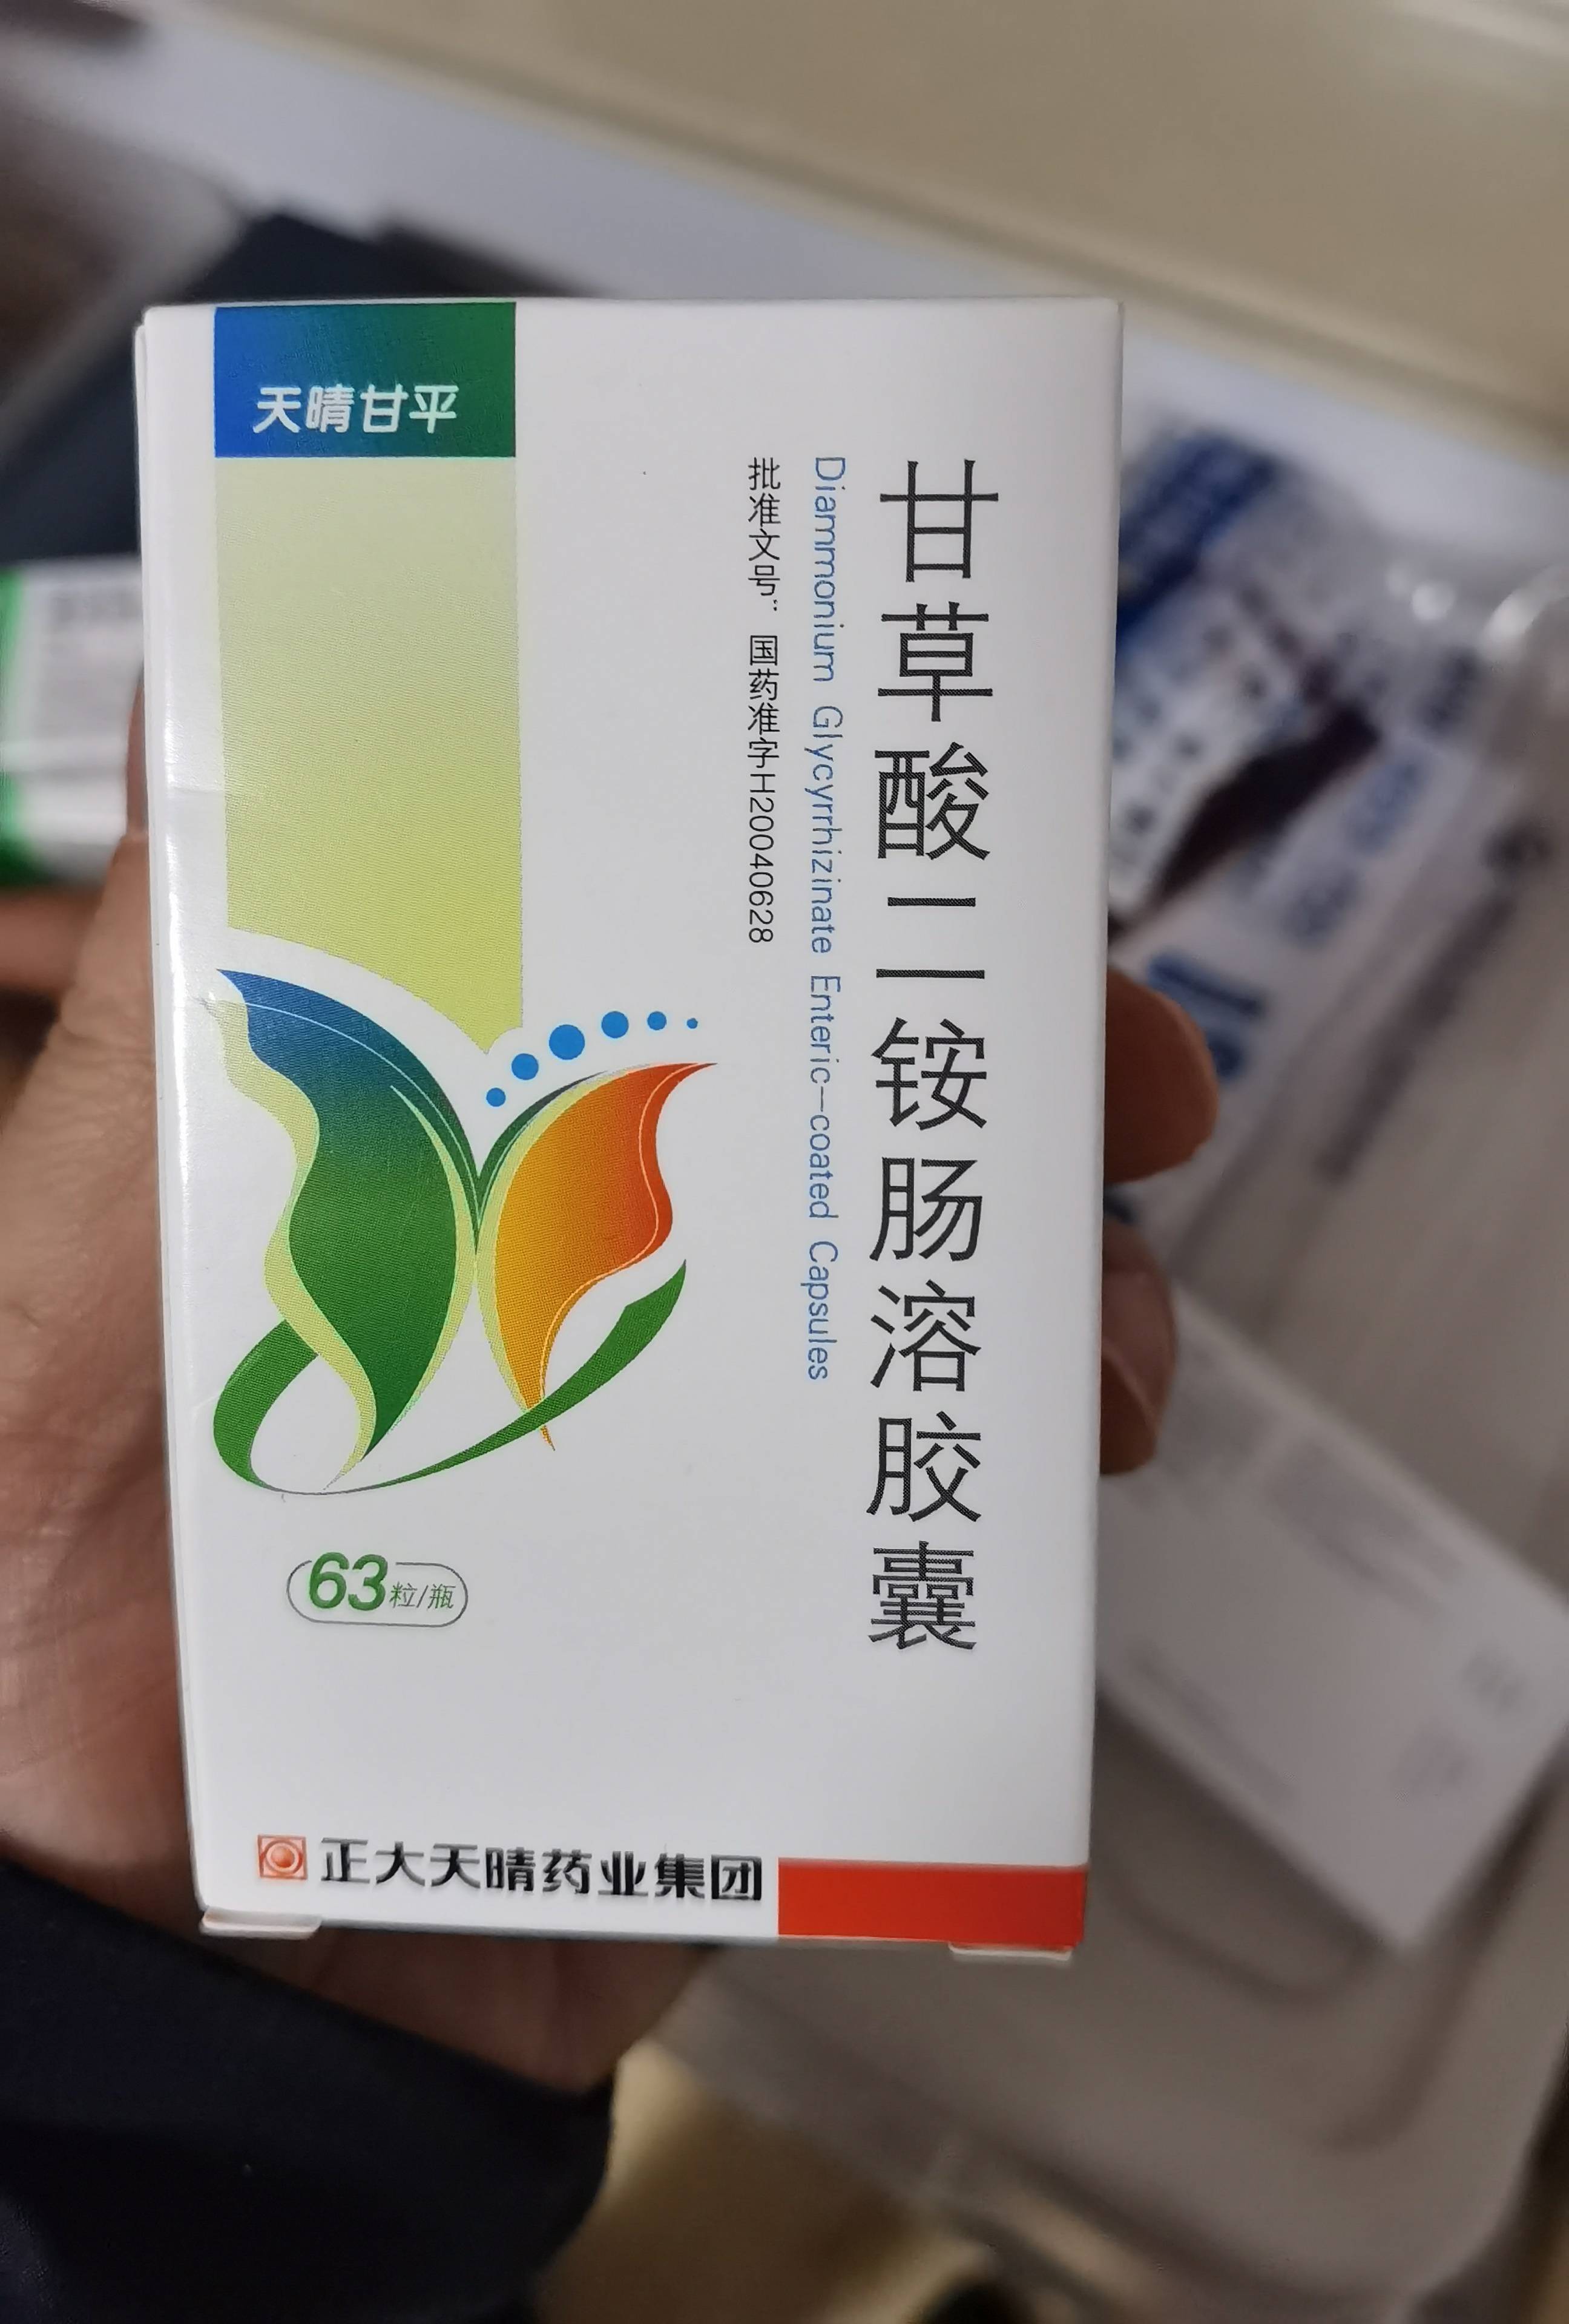 天晴甘平
甘草酸二铵肠溶胶囊
Diammonium Glycyrrhizinate Enteric-coated Capsules
批准文号：国药准字H20040628
63粒/瓶
正大天晴药业集团